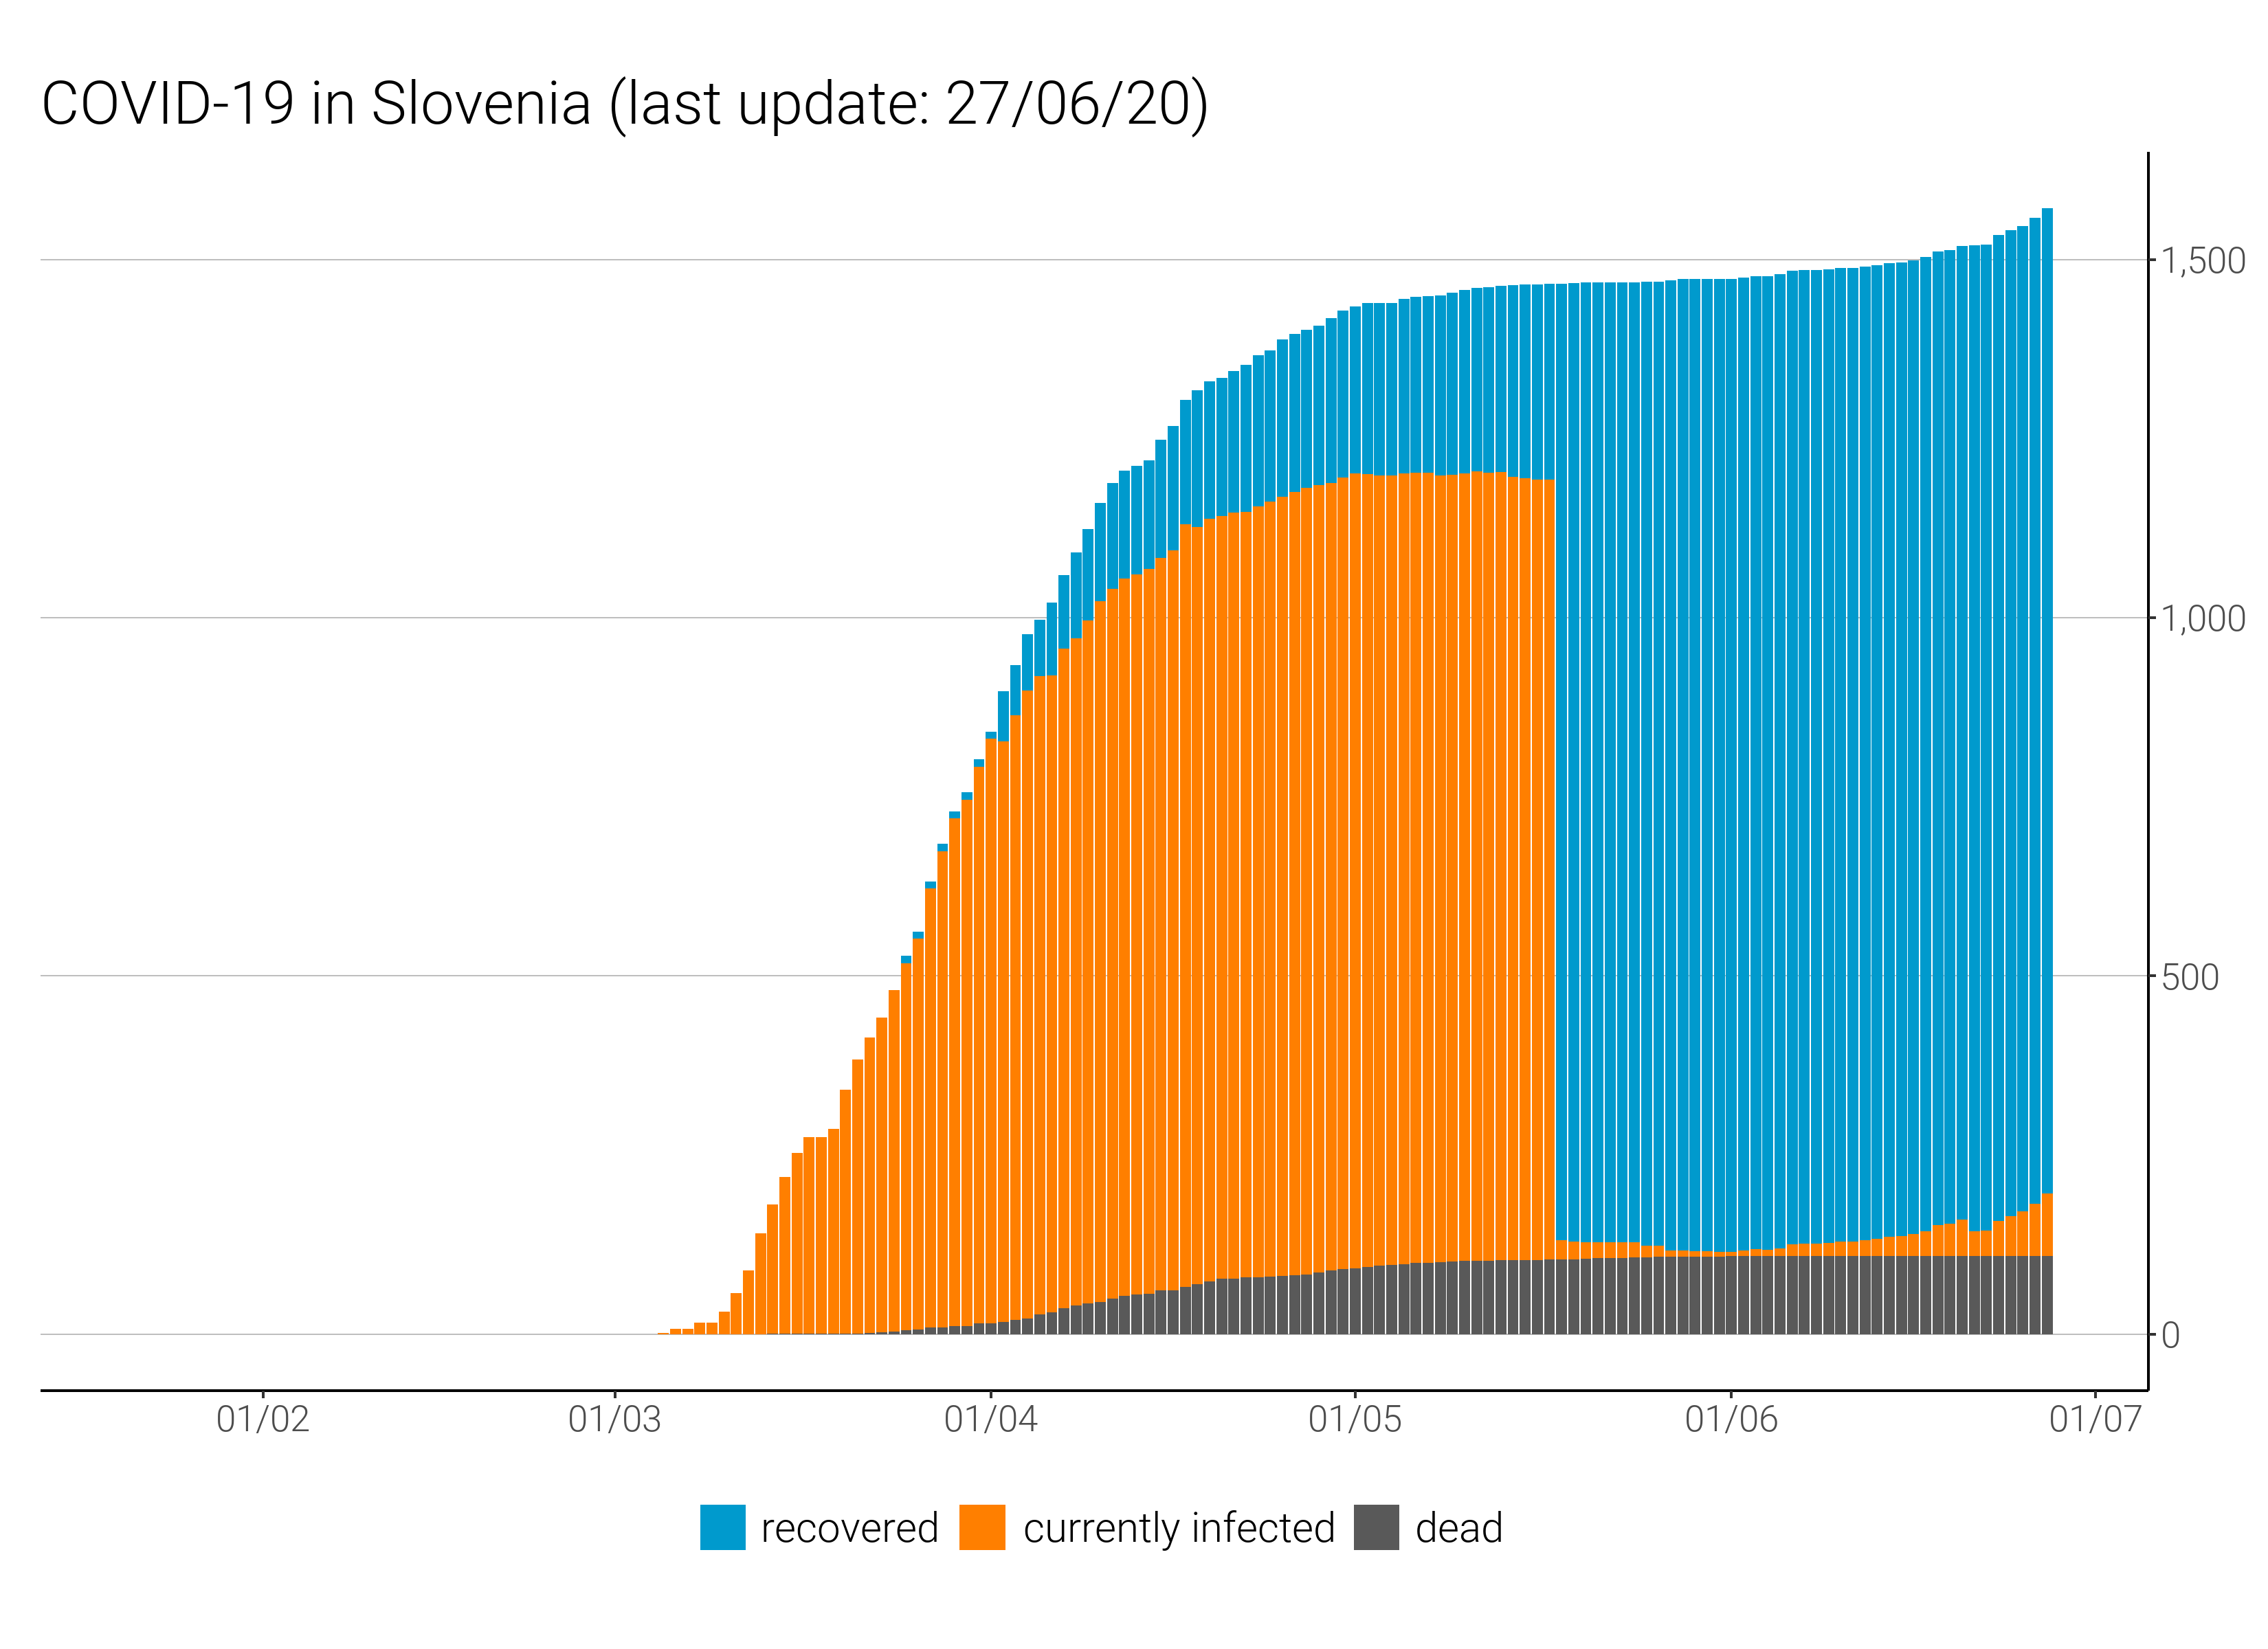 COVID-19 in Slovenia (last update: 27/06/20)
1,500
1,000
500
0
01/02 01/03 01/04 01/05 01/06 01/07
recovered currently infected dead